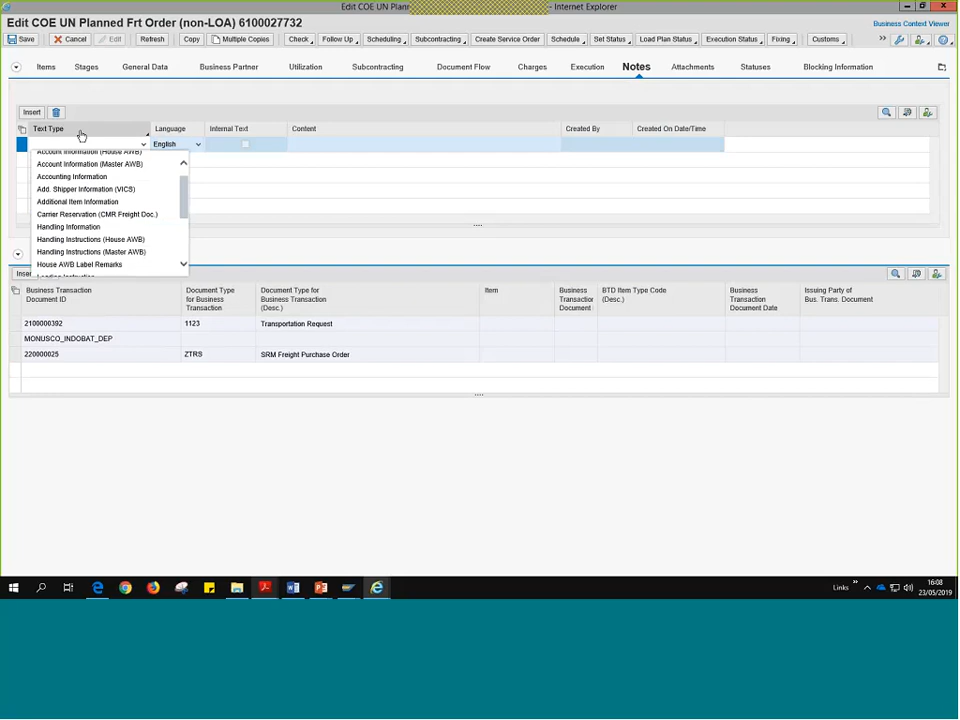 Edit COE UN Planr - Internet Explorer
Edit COE UN Planned Frt Order (non-LOA) 6100027732
Business Context Viewer
Save Cancel Edit Refresh Copy Multiple Copies Check Follow Up Scheduling Subcontracting Create Service Order Schedule Set Status Load Plan Status Execution Status Fixing Customs
Items Stages General Data Business Partner Utilization Subcontracting Document Flow Charges Execution Notes Attachments Statuses Blocking Information
Insert
Text Type Language Internal Text Content Created By Created On Date/Time
English
Account Information (House AWB)
Account Information (Master AWB)
Accounting Information
Add. Shipper Information (VICS)
Additional Item Information
Carrier Reservation (CMR Freight Doc.)
Handling Information
Handling Instructions (House AWB)
Handling Instructions (Master AWB)
House AWB Label Remarks
Loading Instruction
Inser
Business Transaction Document Type Document Type for Item Business BTD Item Type Code Business Issuing Party of
Document ID for Business Business Transaction Transaction (Desc.) Transaction Bus. Trans. Document
Transaction (Desc.) Document Document Date
2100000392 1123 Transportation Request
MONUSCO_INDOBAT_DEP
220000025 ZTRS SRM Freight Purchase Order
Links
16:08
23/05/2019